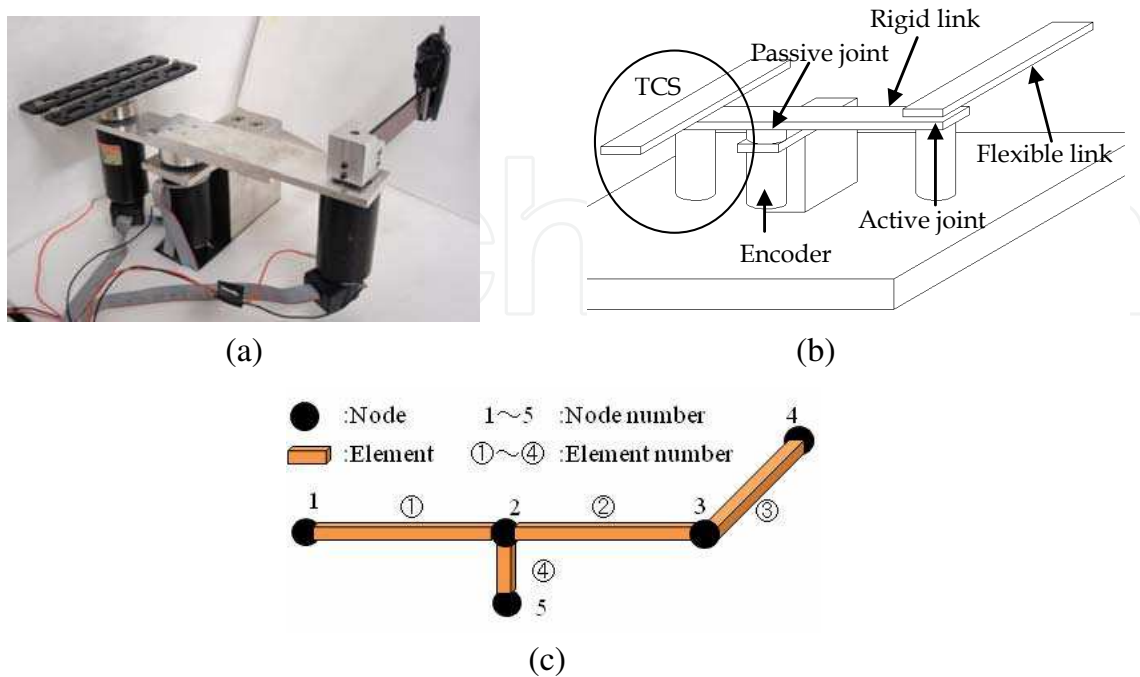 Rigid link
Passive joint
TCS
Flexible link
Active joint
Encoder
(a)
(b)
:Node 1～5 :Node number
:Element ①～④ :Element number
4
1 ① 2 ② 3 ③
④
5
(c)